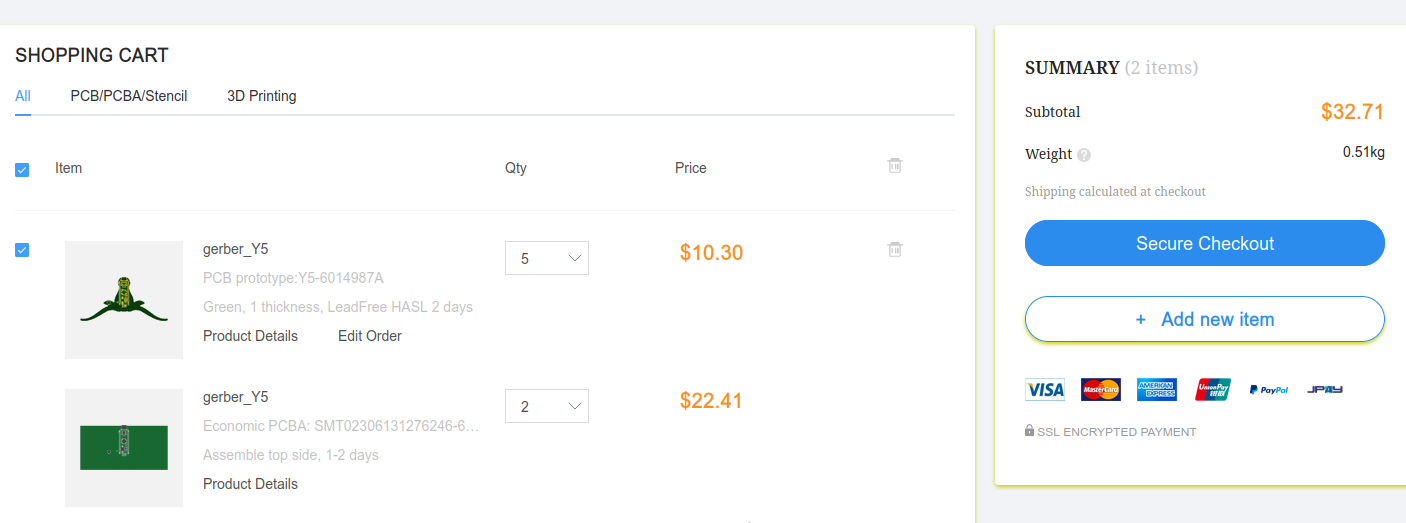 SHOPPING CART
All PCB/PCBA/Stencil 3D Printing
Item Qty Price
gerber_Y5
PCB prototype:Y5-6014987A
Green, 1 thickness, LeadFree HASL 2 days
Product Details Edit Order
5
$10.30
gerber_Y5
Economic PCBA: SMT02306131276246-6…
Assemble top side, 1-2 days
Product Details
2
$22.41
SUMMARY (2 items)
Subtotal $32.71
Weight ? 0.51kg
Shipping calculated at checkout
Secure Checkout
+ Add new item
VISA MasterCard AMERICAN EXPRESS UnionPay 银联 PayPal JPAY
SSL ENCRYPTED PAYMENT